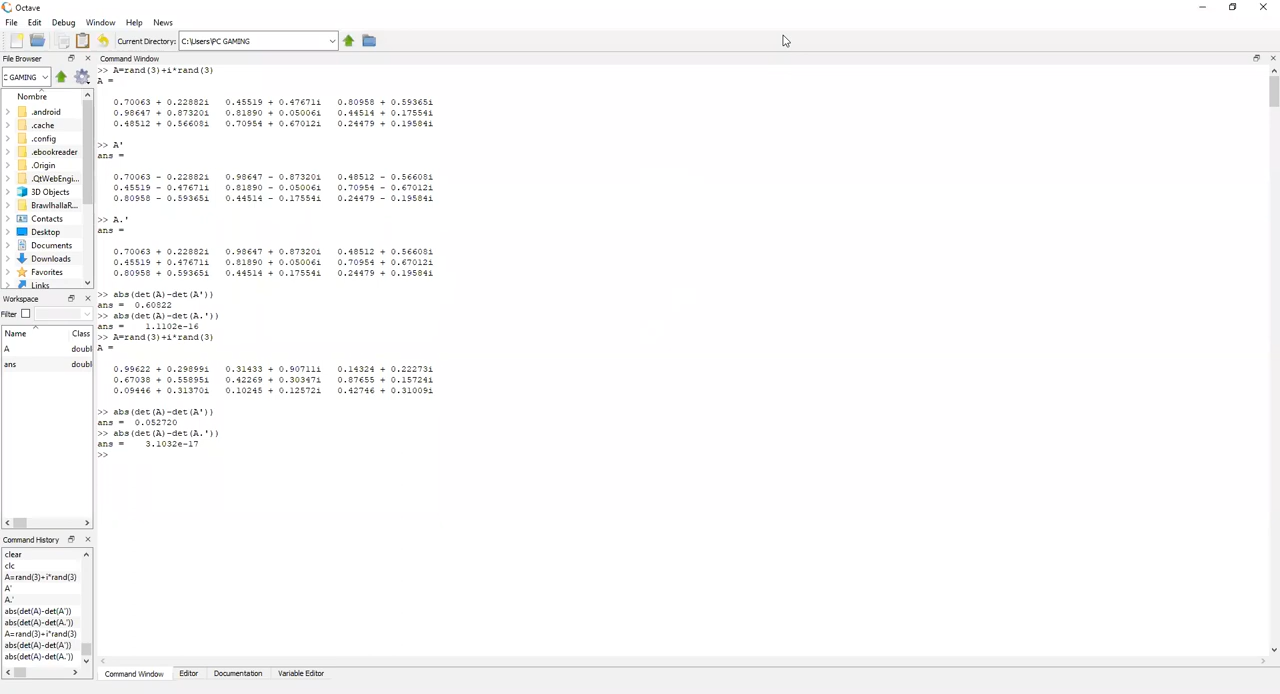 Octave
File Edit Debug Window Help News
Current Directory: C:\Users\PC GAMING
File Browser
C GAMING
Nombre
.android
.cache
.config
.ebookreader
.Origin
.QtWebEngi...
3D Objects
BrawlhallaR...
Contacts
Desktop
Documents
Downloads
Favorites
Links
Workspace
Filter
Name Class
A doubl
ans doubl
Command History
clear
clc
A=rand(3)+i*rand(3)
A'
A.'
abs(det(A)-det(A'))
abs(det(A)-det(A.'))
A=rand(3)+i*rand(3)
abs(det(A)-det(A'))
abs(det(A)-det(A.'))
Command Window
>> A=rand(3)+i*rand(3)
A =
0.70063 + 0.22882i 0.45519 + 0.47671i 0.80958 + 0.59365i
0.98647 + 0.87320i 0.81890 + 0.05006i 0.44514 + 0.17554i
0.48512 + 0.56608i 0.70954 + 0.67012i 0.24479 + 0.19584i
>> A'
ans =
0.70063 - 0.22882i 0.98647 - 0.87320i 0.48512 - 0.56608i
0.45519 - 0.47671i 0.81890 - 0.05006i 0.70954 - 0.67012i
0.80958 - 0.59365i 0.44514 - 0.17554i 0.24479 - 0.19584i
>> A.'
ans =
0.70063 + 0.22882i 0.98647 + 0.87320i 0.48512 + 0.56608i
0.45519 + 0.47671i 0.81890 + 0.05006i 0.70954 + 0.67012i
0.80958 + 0.59365i 0.44514 + 0.17554i 0.24479 + 0.19584i
>> abs(det(A)-det(A'))
ans = 0.60822
>> abs(det(A)-det(A.'))
ans = 1.1102e-16
>> A=rand(3)+i*rand(3)
A =
0.99622 + 0.29899i 0.31433 + 0.90711i 0.14324 + 0.22273i
0.67038 + 0.55895i 0.42269 + 0.30347i 0.87655 + 0.15724i
0.09446 + 0.31370i 0.10245 + 0.12572i 0.42746 + 0.31009i
>> abs(det(A)-det(A'))
ans = 0.052720
>> abs(det(A)-det(A.'))
ans = 3.1032e-17
>>
Command Window Editor Documentation Variable Editor